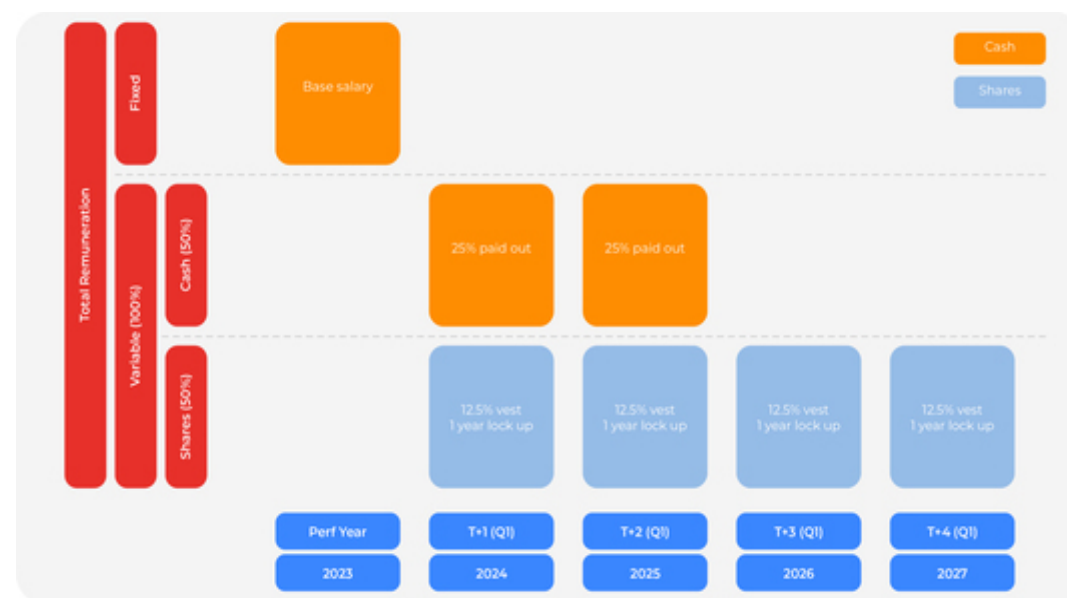 Cash
Shares
Total Remuneration
Fixed
Base salary
Variable (100%)
Cash (50%)
25% paid out
25% paid out
Shares (50%)
12.5% vest
1 year lock up
12.5% vest
1 year lock up
12.5% vest
1 year lock up
12.5% vest
1 year lock up
Perf Year
T+1 (Q1)
T+2 (Q1)
T+3 (Q1)
T+4 (Q1)
2023
2024
2025
2026
2027